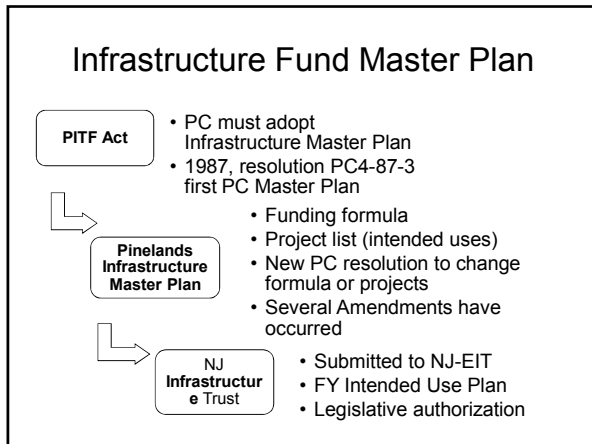 Infrastructure Fund Master Plan
PITF Act
• PC must adopt
Infrastructure Master Plan
• 1987, resolution PC4-87-3
first PC Master Plan
Pinelands
Infrastructure
Master Plan
• Funding formula
• Project list (intended uses)
• New PC resolution to change
formula or projects
• Several Amendments have
occurred
NJ
Infrastructur
e Trust
• Submitted to NJ-EIT
• FY Intended Use Plan
• Legislative authorization